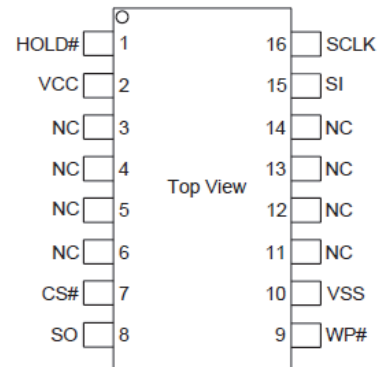 HOLD# 1 16 SCLK
VCC 2 15 SI
NC 3 14 NC
NC 4 13 NC
Top View
NC 5 12 NC
NC 6 11 NC
CS# 7 10 VSS
SO 8 9 WP#